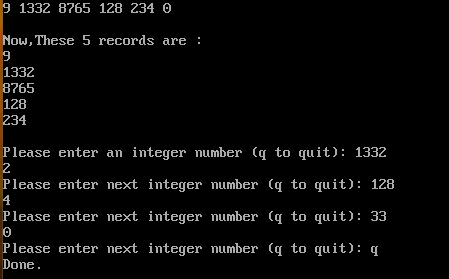 9 1332 8765 128 234 0
Now,These 5 records are :
9
1332
8765
128
234
Please enter an integer number (q to quit): 1332
2
Please enter next integer number (q to quit): 128
4
Please enter next integer number (q to quit): 33
0
Please enter next integer number (q to quit): q
Done.